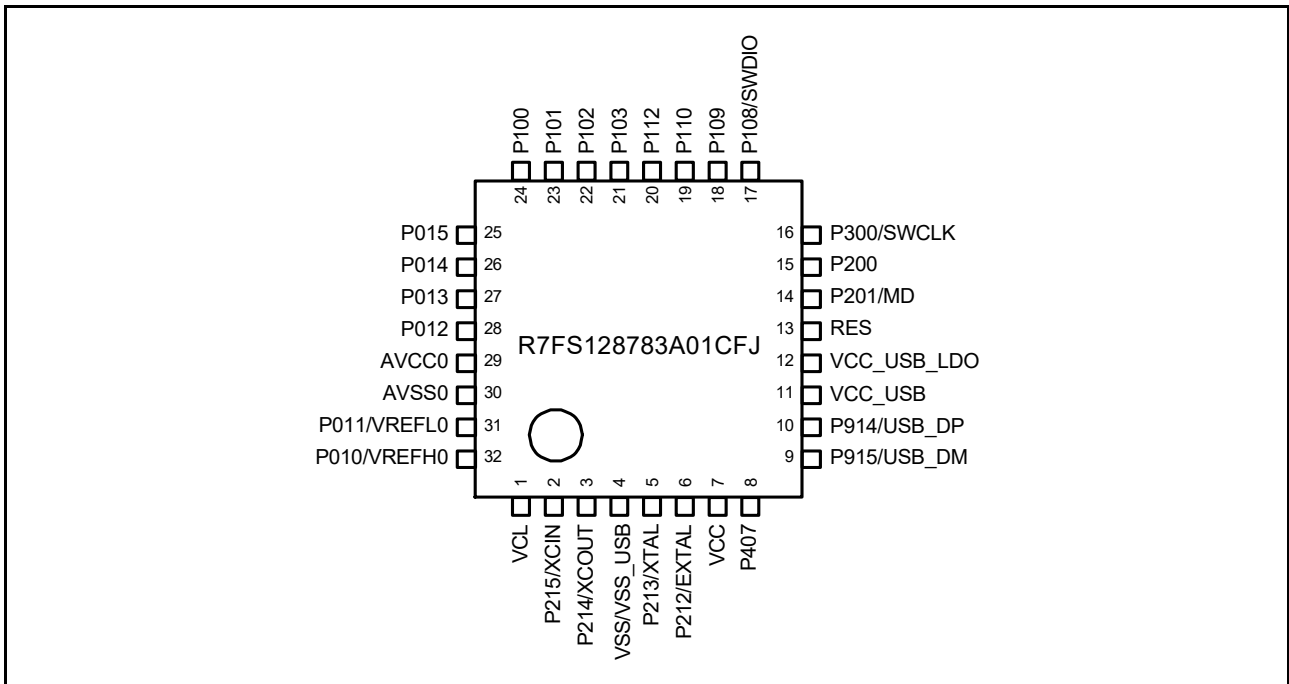 P100
P101
P102
P103
P112
P110
P109
P108/SWDIO
24
23
22
21
20
19
18
17
P015 25
P014 26
P013 27
P012 28
AVCC0 29
AVSS0 30
P011/VREFL0 31
P010/VREFH0 32
R7FS128783A01CFJ
16 P300/SWCLK
15 P200
14 P201/MD
13 RES
12 VCC_USB_LDO
11 VCC_USB
10 P914/USB_DP
9 P915/USB_DM
1
2
3
4
5
6
7
8
VCL
P215/XCIN
P214/XCOUT
VSS/VSS_USB
P213/XTAL
P212/EXTAL
VCC
P407